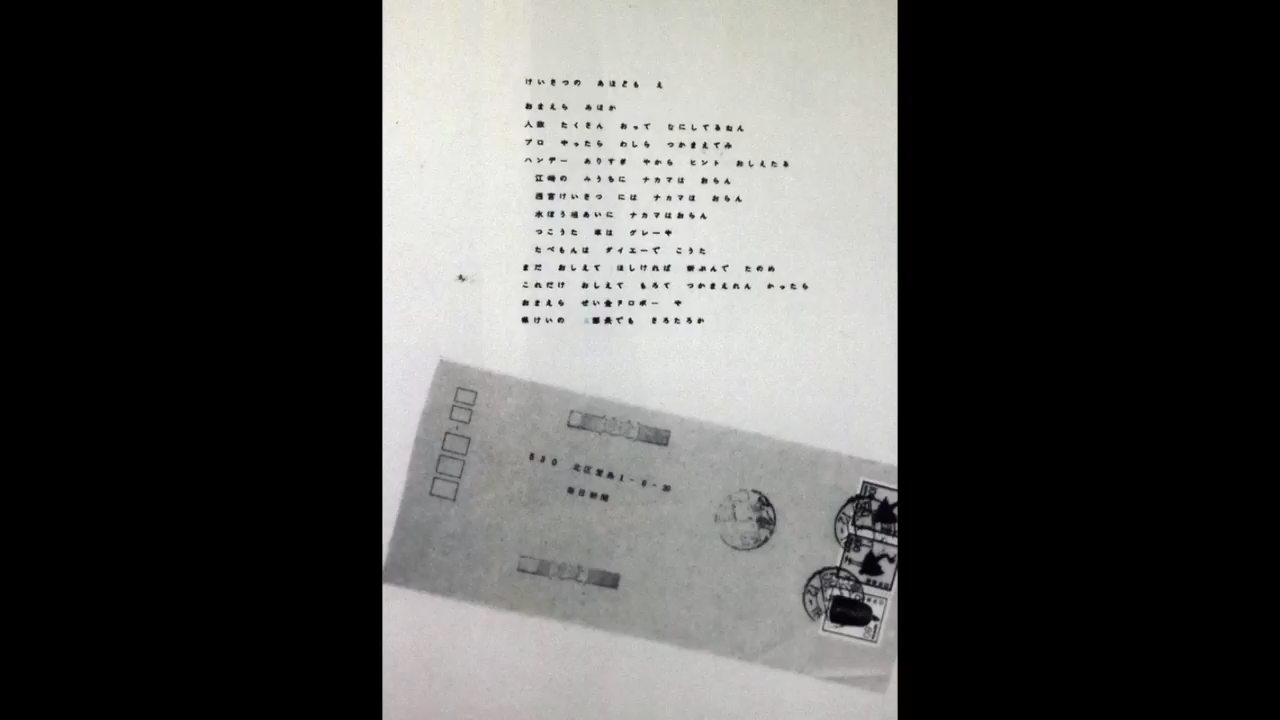 けいさつの あほども え
おまえら あほか
人数 たくさん おって なにしてるねん
プロ やったら わしら つかまえてみ
ハンデー ありすぎ やから ヒント おしえたる
江崎の みうちに ナカマは おらん
西宮けいさつ には ナカマは おらん
水ぼう組あいに ナカマはおらん
つこうた 車は グレーや
たべもんは ダイエーで こうた
まだ おしえて ほしければ 新ぶんで たのめ
これだけ おしえて もろて つかまえれん かったら
おまえら ぜい金ドロボー や
県けいの 本部長でも さろたろか
速達
530 北区堂島1-6-20
毎日新聞
速達